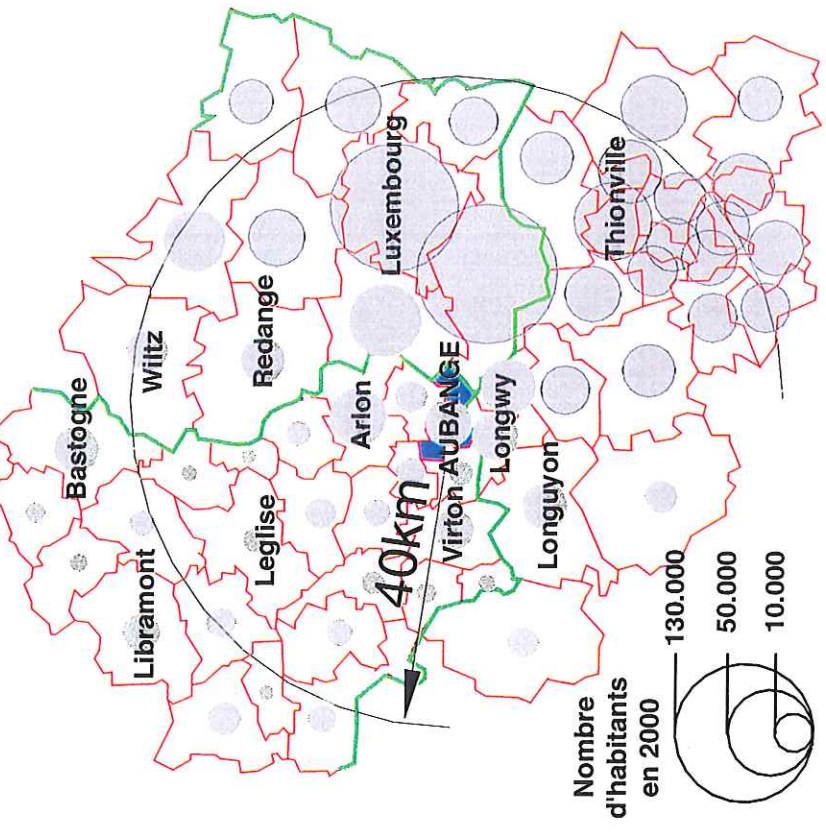 Bastogne
Wiltz
Libramont
Redange
Leglise
Luxembourg
Arlon
40km
AUBANGE
Virton
Longwy
Longuyon
Thionville
Nombre
d'habitants
en 2000
130.000
50.000
10.000